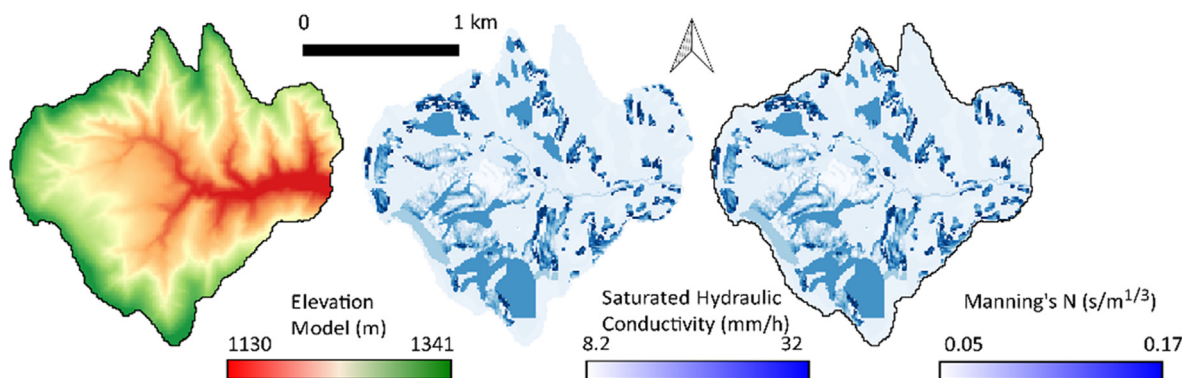 0 1 km
Elevation
Model (m)
1130 1341
Saturated Hydraulic
Conductivity (mm/h)
8.2 32
Manning's N (s/m^1/3)
0.05 0.17